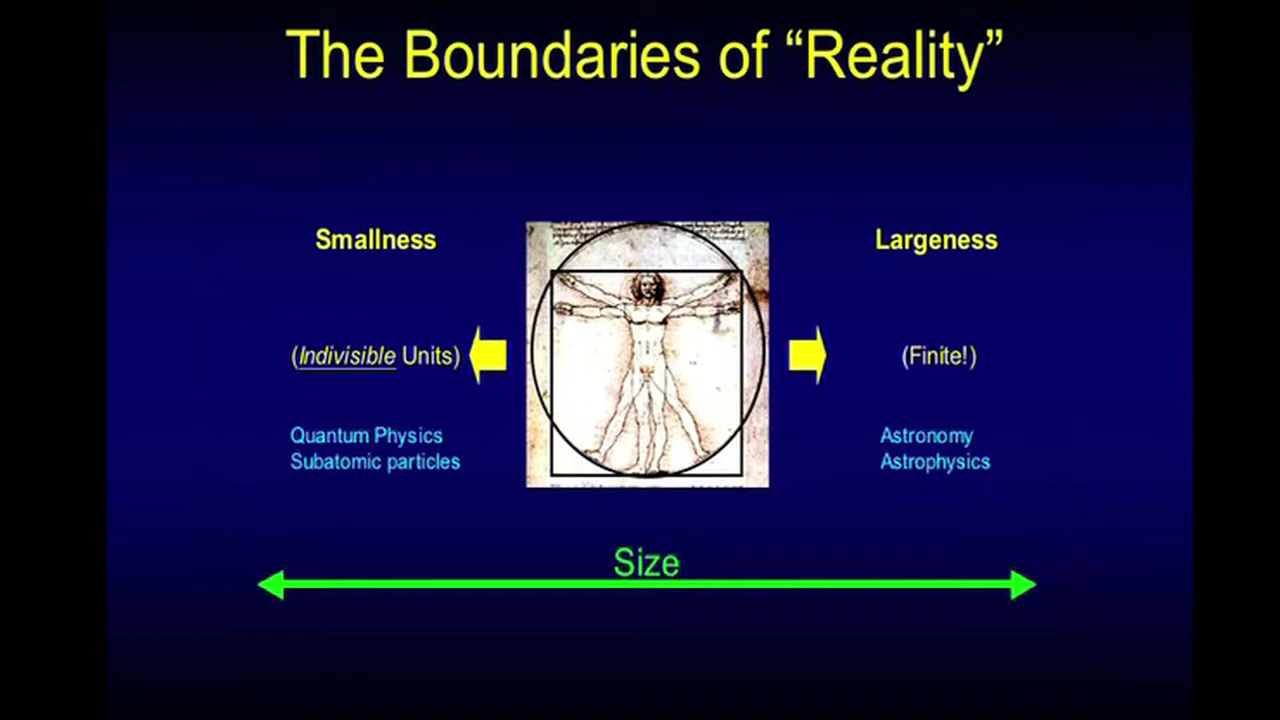 The Boundaries of “Reality”
Smallness
Largeness
(Indivisible Units)
(Finite!)
Quantum Physics
Subatomic particles
Astronomy
Astrophysics
Size